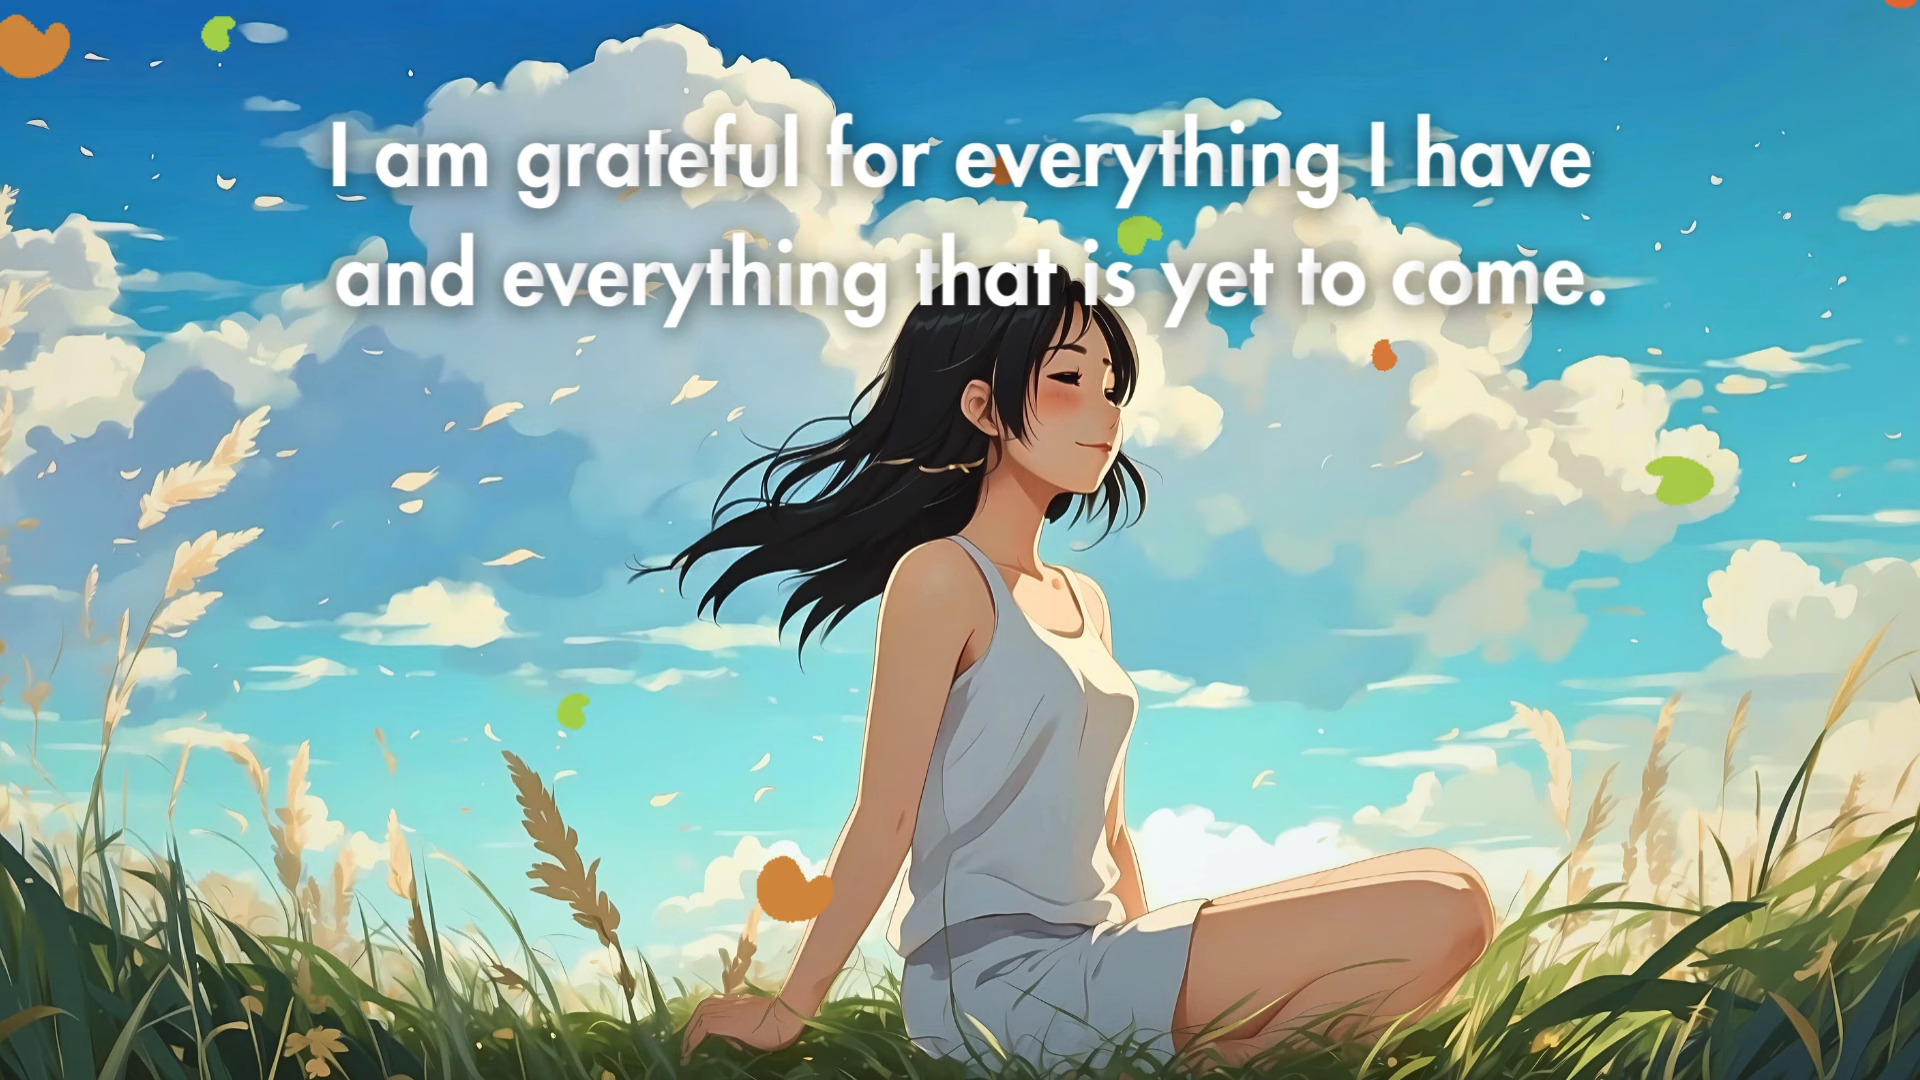 I am grateful for everything I have
and everything that is yet to come.